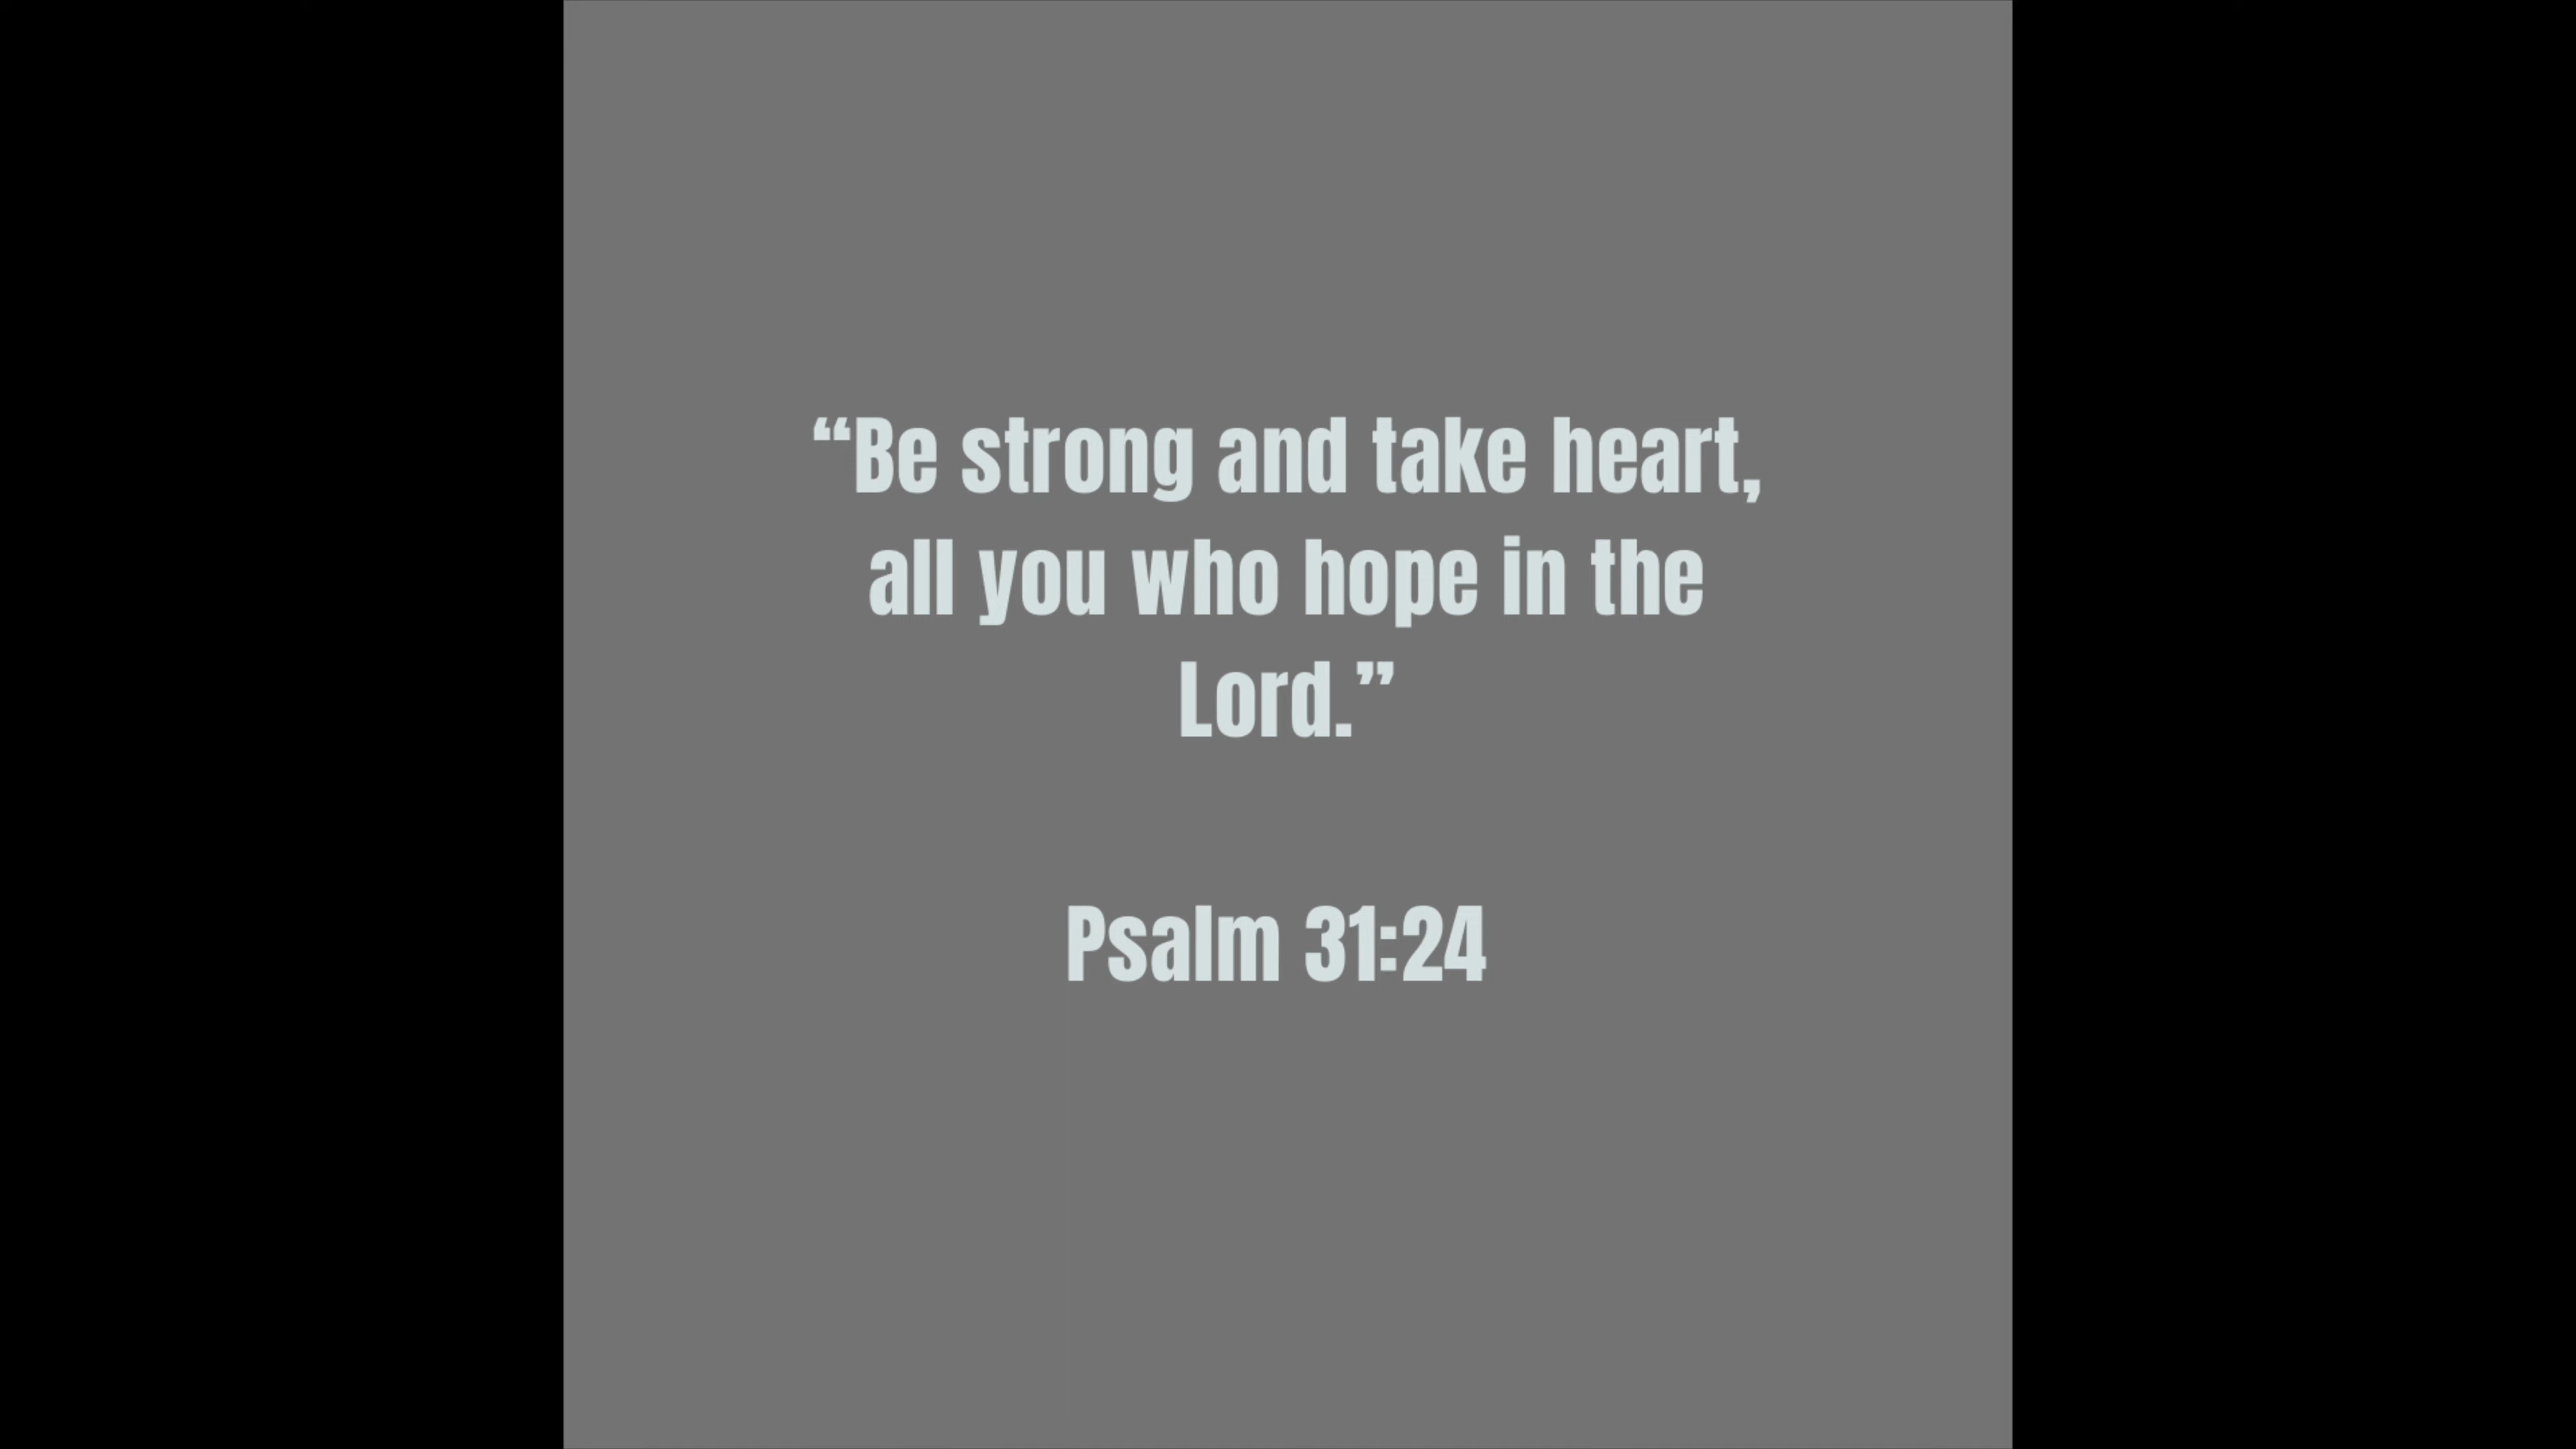 “Be strong and take heart,
all you who hope in the
Lord.”
Psalm 31:24